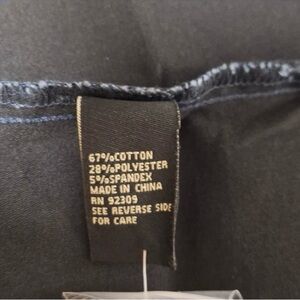 67%COTTON
28%POLYESTER
5%SPANDEX
MADE IN CHINA
RN 92309
SEE REVERSE SIDE
FOR CARE